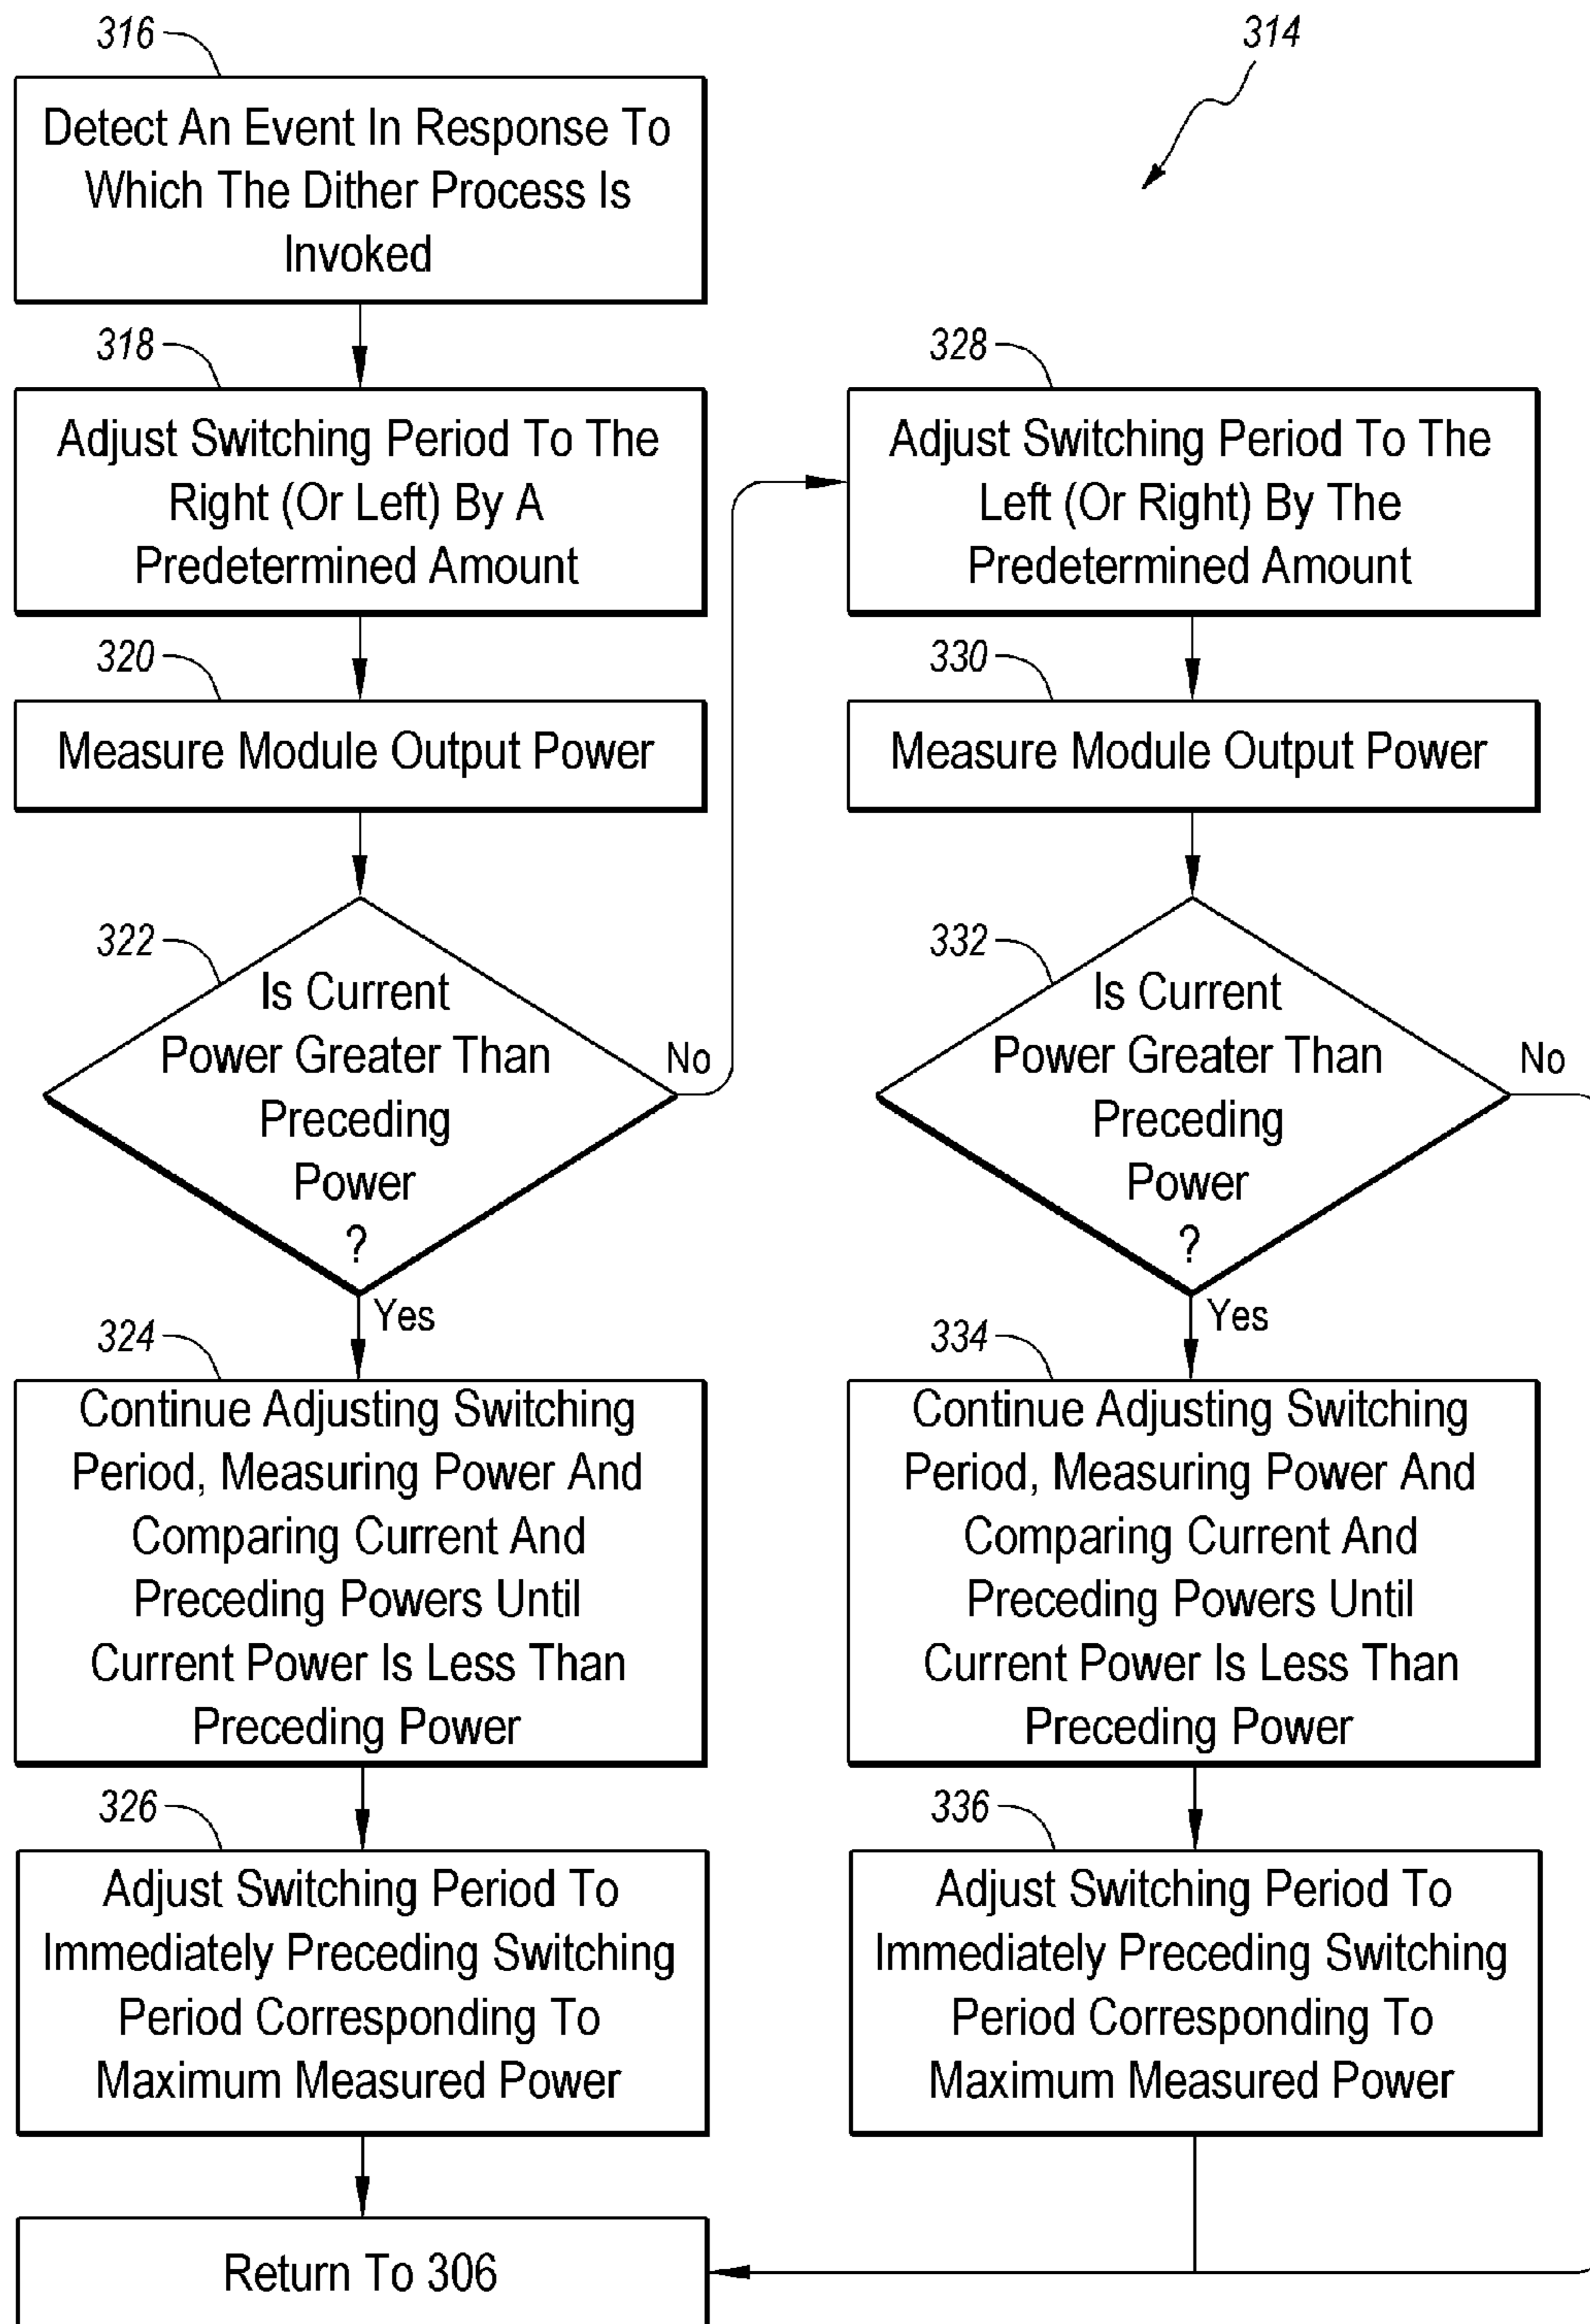 316
314
Detect An Event In Response To
Which The Dither Process Is
Invoked
318
Adjust Switching Period To The
Right (Or Left) By A
Predetermined Amount
320
Measure Module Output Power
322
Is Current
Power Greater Than
Preceding
Power
?
No
Yes
324
Continue Adjusting Switching
Period, Measuring Power And
Comparing Current And
Preceding Powers Until
Current Power Is Less Than
Preceding Power
326
Adjust Switching Period To
Immediately Preceding Switching
Period Corresponding To
Maximum Measured Power
Return To 306
328
Adjust Switching Period To The
Left (Or Right) By The
Predetermined Amount
330
Measure Module Output Power
332
Is Current
Power Greater Than
Preceding
Power
?
No
Yes
334
Continue Adjusting Switching
Period, Measuring Power And
Comparing Current And
Preceding Powers Until
Current Power Is Less Than
Preceding Power
336
Adjust Switching Period To
Immediately Preceding Switching
Period Corresponding To
Maximum Measured Power